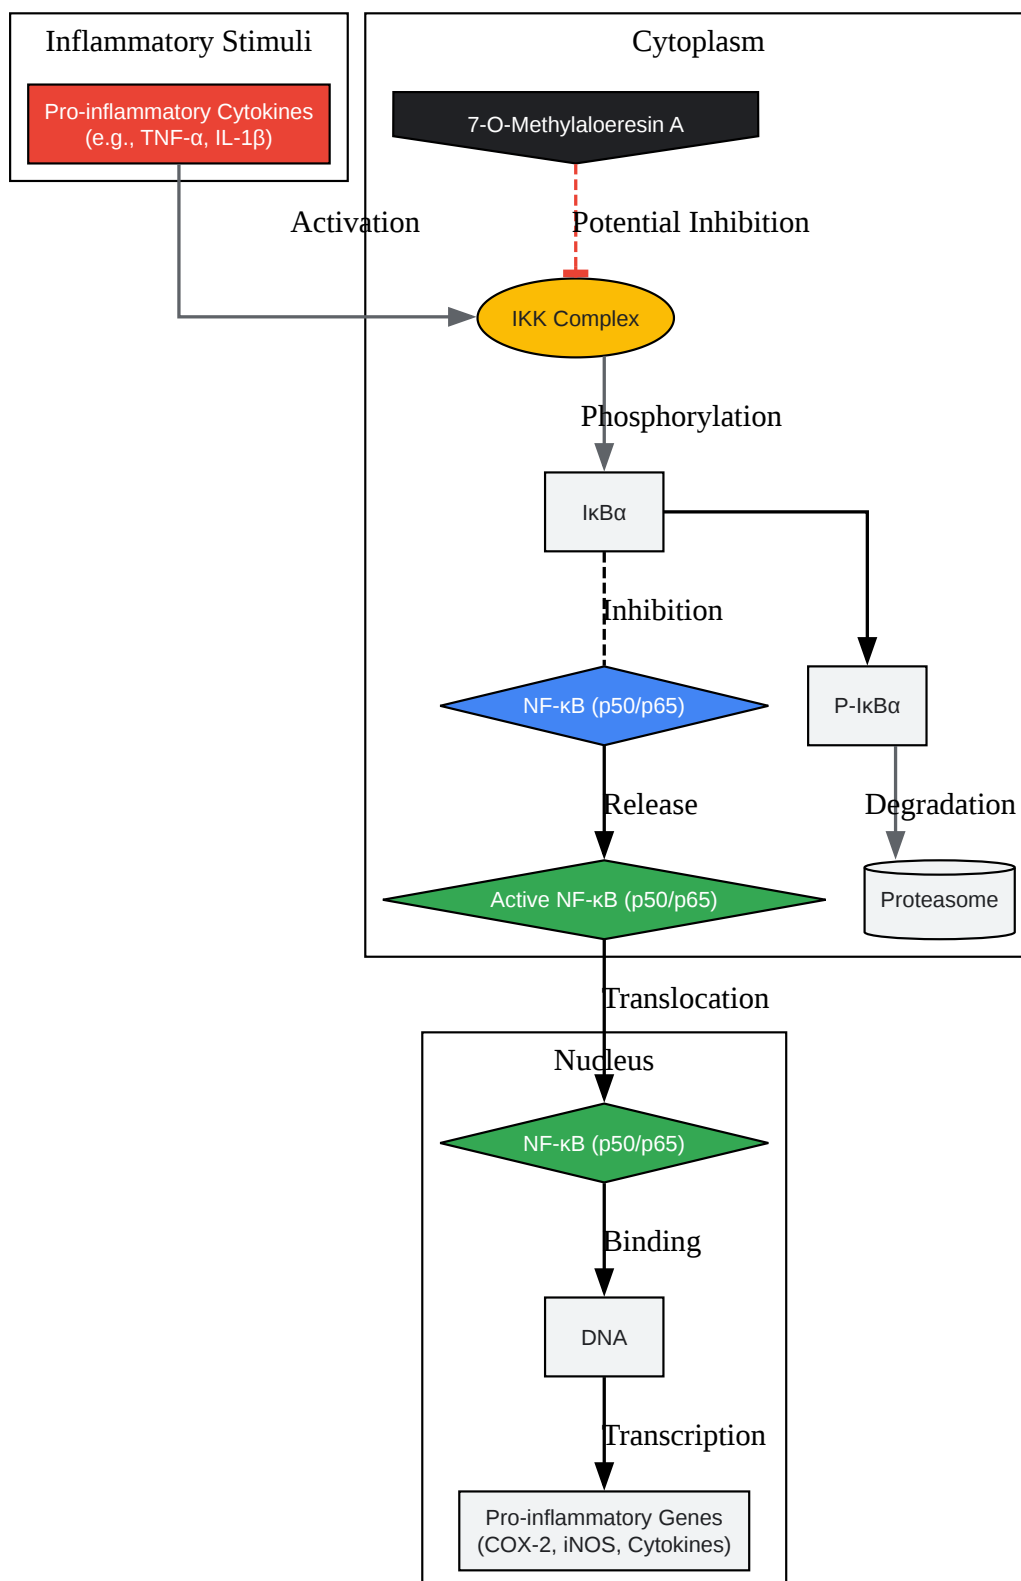 Inflammatory Stimuli
Pro-inflammatory Cytokines
(e.g., TNF-α, IL-1β)
Cytoplasm
7-O-Methylaloeresin A
Activation
Potential Inhibition
IKK Complex
Phosphorylation
IκBα
Inhibition
NF-κB (p50/p65)
P-IκBα
Release
Degradation
Active NF-κB (p50/p65)
Proteasome
Translocation
Nucleus
NF-κB (p50/p65)
Binding
DNA
Transcription
Pro-inflammatory Genes
(COX-2, iNOS, Cytokines)